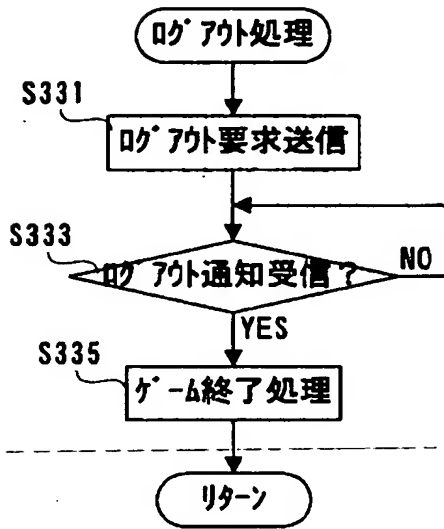 ログアウト処理
S331
ログアウト要求送信
S333
ログアウト通知受信?
NO
YES
S335
ゲーム終了処理
リターン